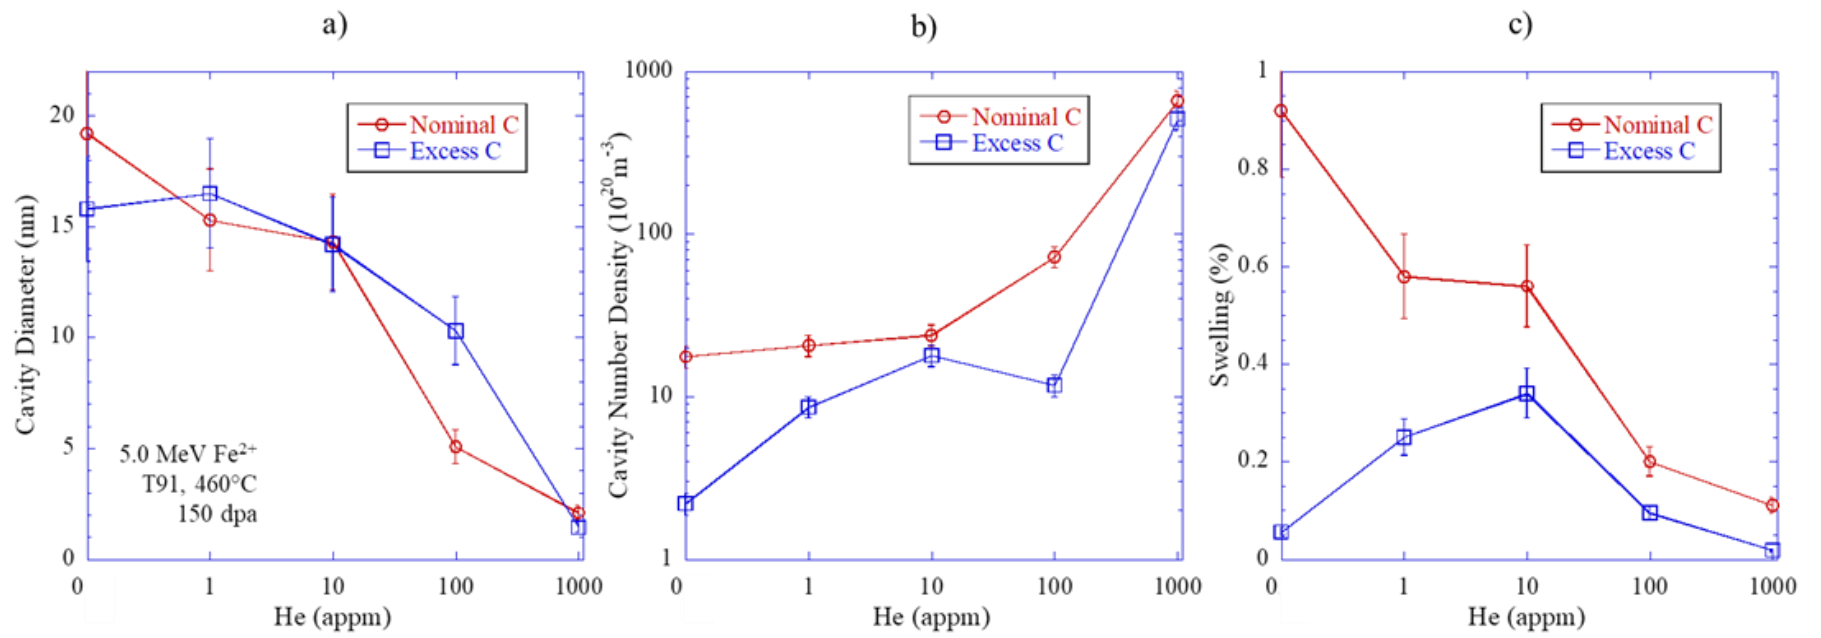 a)
Cavity Diameter (nm)
20
15
10
5
0
Nominal C
Excess C
5.0 MeV Fe²⁺
T91, 460°C
150 dpa
0 1 10 100 1000
He (appm)
b)
Cavity Number Density (10²⁰m⁻³)
1000
100
10
1
Nominal C
Excess C
0 1 10 100 1000
He (appm)
c)
Swelling (%)
1
0.8
0.6
0.4
0.2
0
Nominal C
Excess C
0 1 10 100 1000
He (appm)